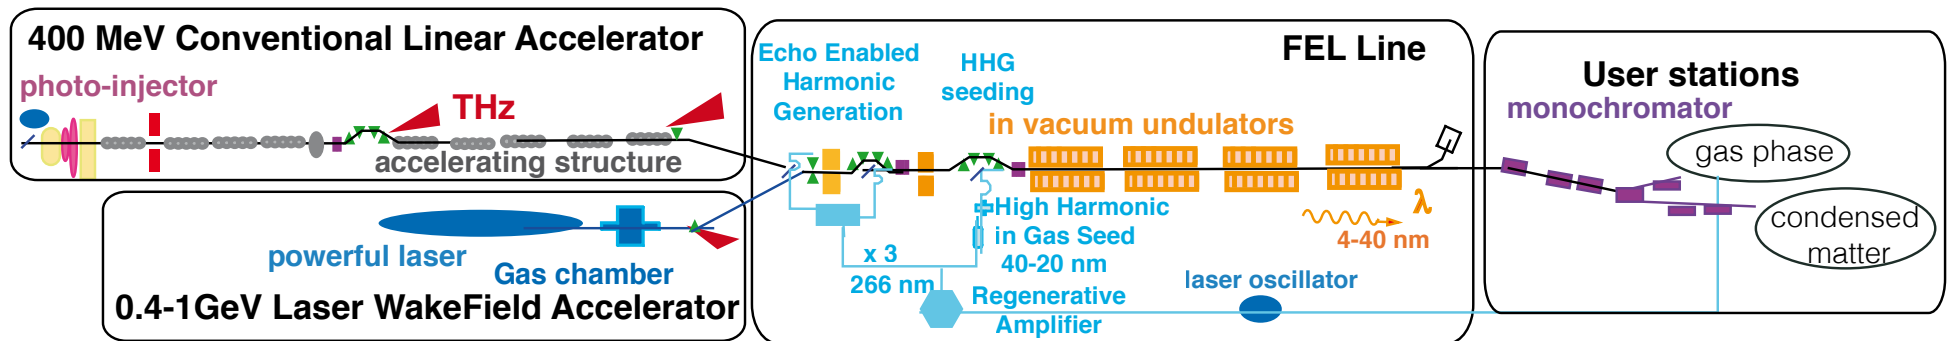 400 MeV Conventional Linear Accelerator
photo-injector
THz
accelerating structure
powerful laser
Gas chamber
0.4-1GeV Laser WakeField Accelerator
Echo Enabled
Harmonic
Generation
HHG
seeding
FEL Line
in vacuum undulators
High Harmonic
in Gas Seed
40-20 nm
λ
4-40 nm
x 3
266 nm
Regenerative
Amplifier
laser oscillator
User stations
monochromator
gas phase
condensed
matter